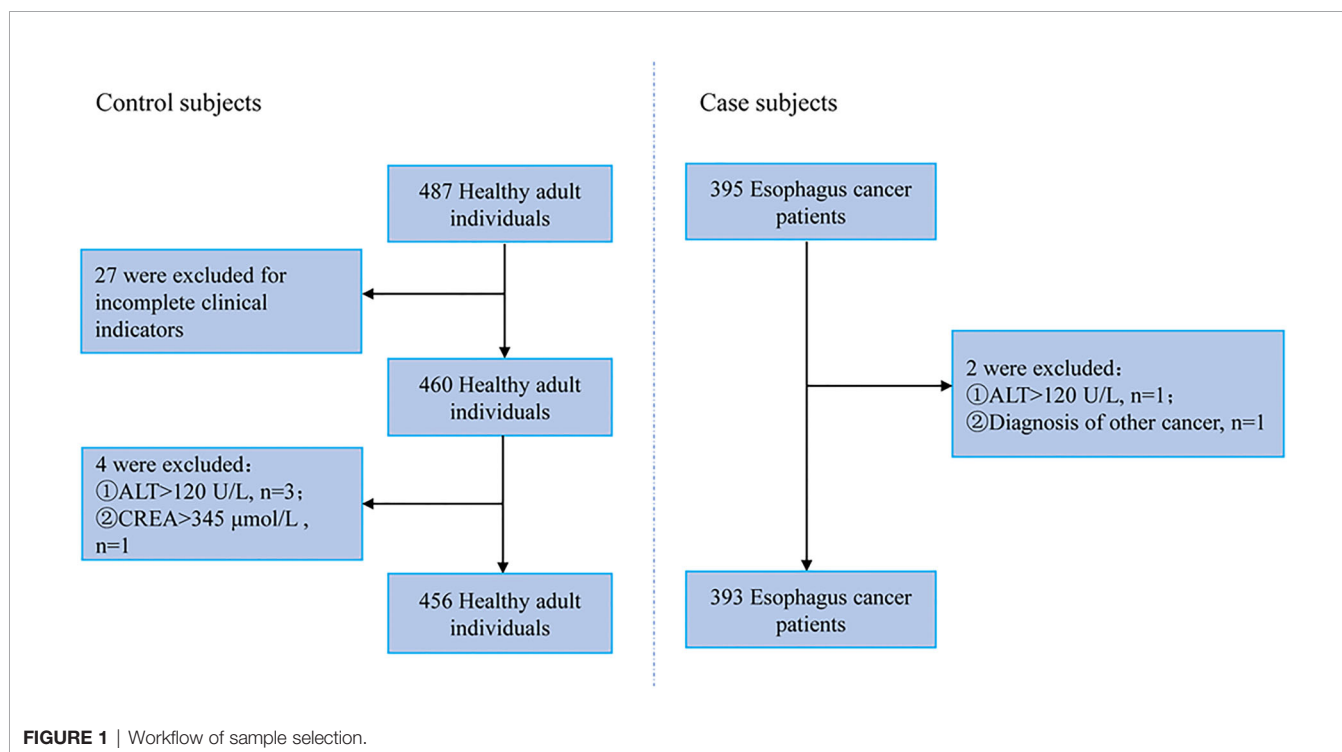 Control subjects
487 Healthy adult
individuals
27 were excluded for
incomplete clinical
indicators
460 Healthy adult
individuals
4 were excluded：
①ALT>120 U/L, n=3；
②CREA>345 μmol/L ,
n=1
456 Healthy adult
individuals
Case subjects
395 Esophagus cancer
patients
2 were excluded：
①ALT>120 U/L, n=1；
②Diagnosis of other cancer, n=1
393 Esophagus cancer
patients
FIGURE 1 | Workflow of sample selection.